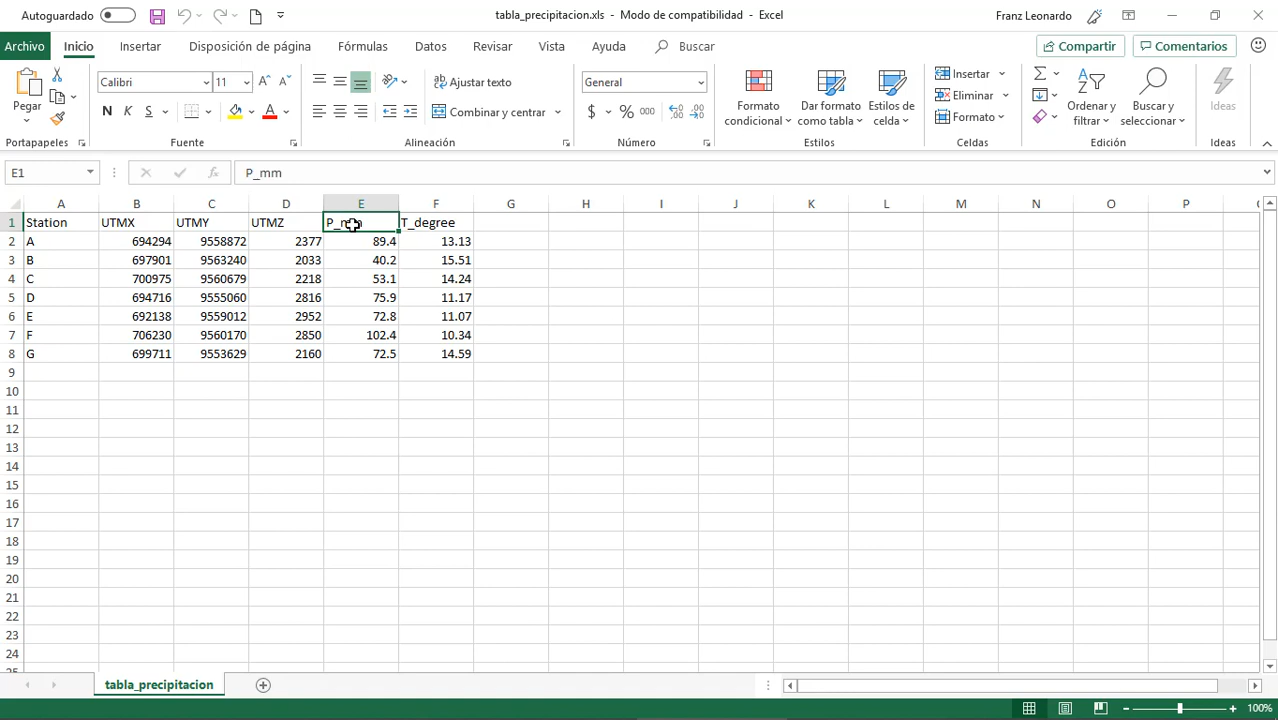 Autoguardado
tabla_precipitacion.xls - Modo de compatibilidad - Excel
Franz Leonardo
Archivo Inicio Insertar Disposición de página Fórmulas Datos Revisar Vista Ayuda Buscar Compartir Comentarios
Pegar
Calibri 11
N K S
Ajustar texto
Combinar y centrar
General
$ % 000
Formato condicional
Dar formato como tabla
Estilos de celda
Insertar
Eliminar
Formato
Ordenar y filtrar
Buscar y seleccionar
Ideas
Portapapeles Fuente Alineación Número Estilos Celdas Edición Ideas
E1 fx P_mm
A B C D E F G H I J K L M N O P
1 Station UTMX UTMY UTMZ P_mm T_degree
2 A 694294 9558872 2377 89.4 13.13
3 B 697901 9563240 2033 40.2 15.51
4 C 700975 9560679 2218 53.1 14.24
5 D 694716 9555060 2816 75.9 11.17
6 E 692138 9559012 2952 72.8 11.07
7 F 706230 9560170 2850 102.4 10.34
8 G 699711 9553629 2160 72.5 14.59
9
10
11
12
13
14
15
16
17
18
19
20
21
22
23
24
25
tabla_precipitacion
100%